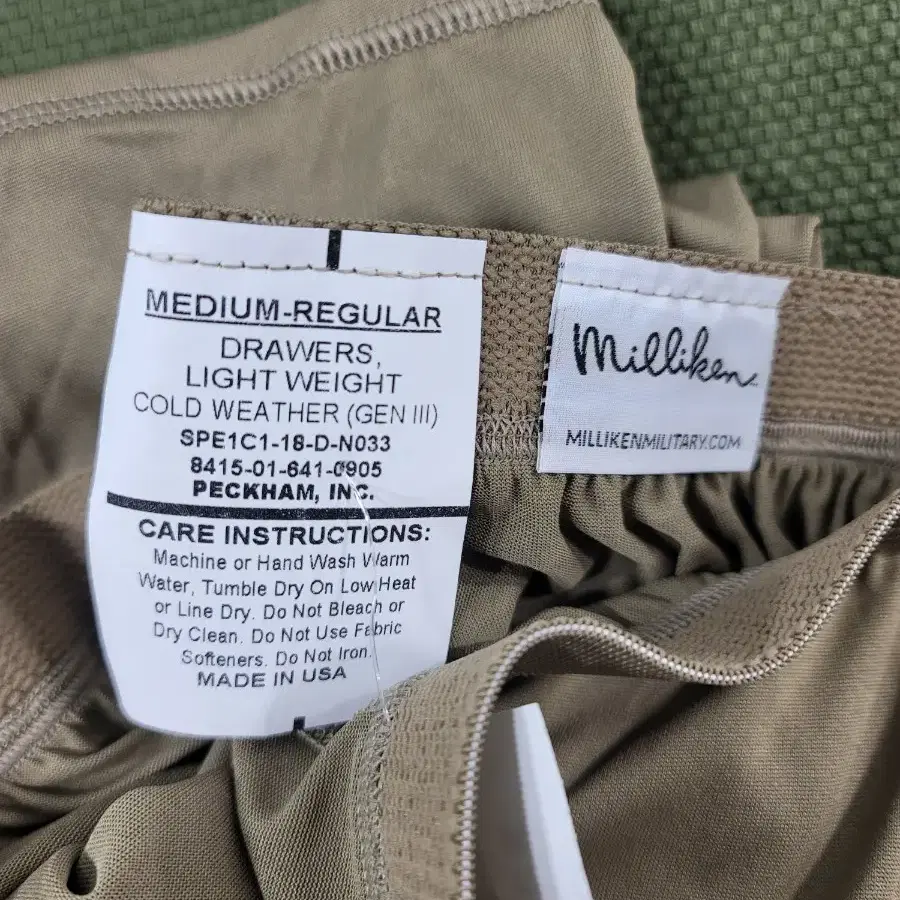 MEDIUM-REGULAR
DRAWERS,
LIGHT WEIGHT
COLD WEATHER (GEN III)
SPE1C1-18-D-N033
8415-01-641-0905
PECKHAM, INC.
CARE INSTRUCTIONS:
Machine or Hand Wash Warm
Water, Tumble Dry On Low Heat
or Line Dry. Do Not Bleach or
Dry Clean. Do Not Use Fabric
Softeners. Do Not Iron.
MADE IN USA
Milliken
MILLIKENMILITARY.COM